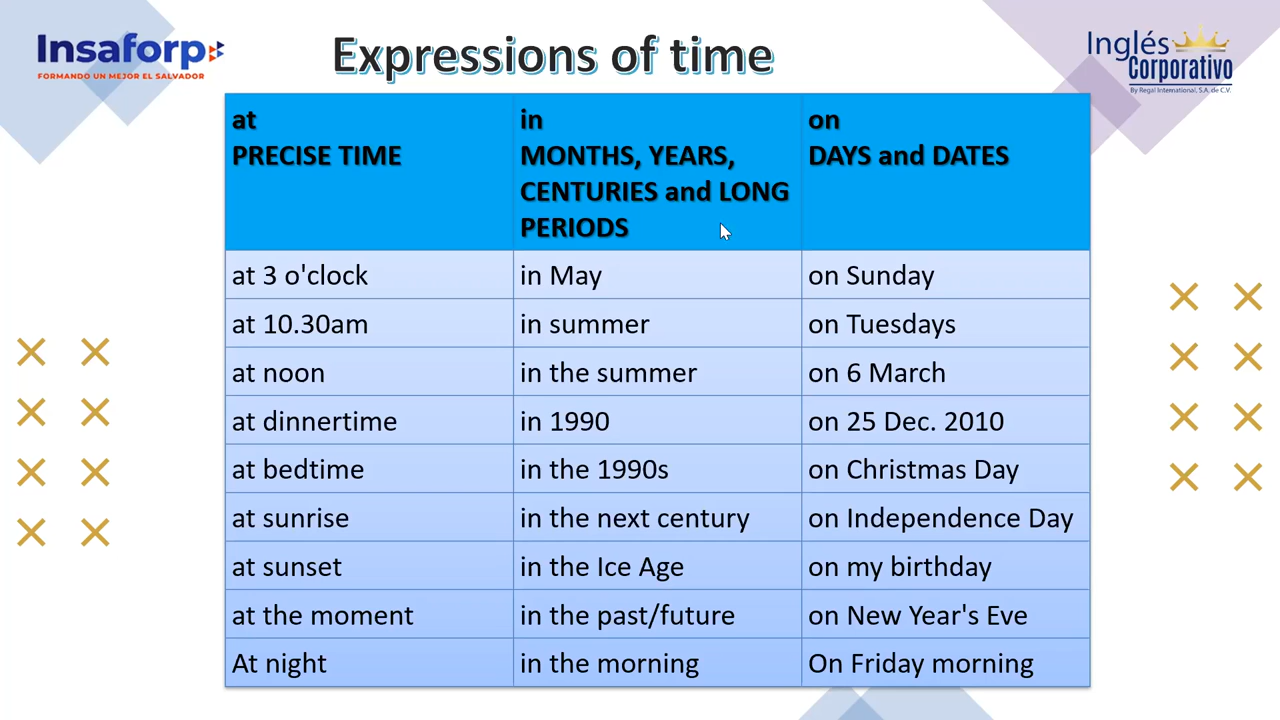 Insaforp
FORMANDO UN MEJOR EL SALVADOR
Expressions of time
Inglés
Corporativo
By Regal International, S.A. de C.V.
at
PRECISE TIME
in
MONTHS, YEARS,
CENTURIES and LONG
PERIODS
on
DAYS and DATES
at 3 o'clock
in May
on Sunday
at 10.30am
in summer
on Tuesdays
at noon
in the summer
on 6 March
at dinnertime
in 1990
on 25 Dec. 2010
at bedtime
in the 1990s
on Christmas Day
at sunrise
in the next century
on Independence Day
at sunset
in the Ice Age
on my birthday
at the moment
in the past/future
on New Year's Eve
At night
in the morning
On Friday morning